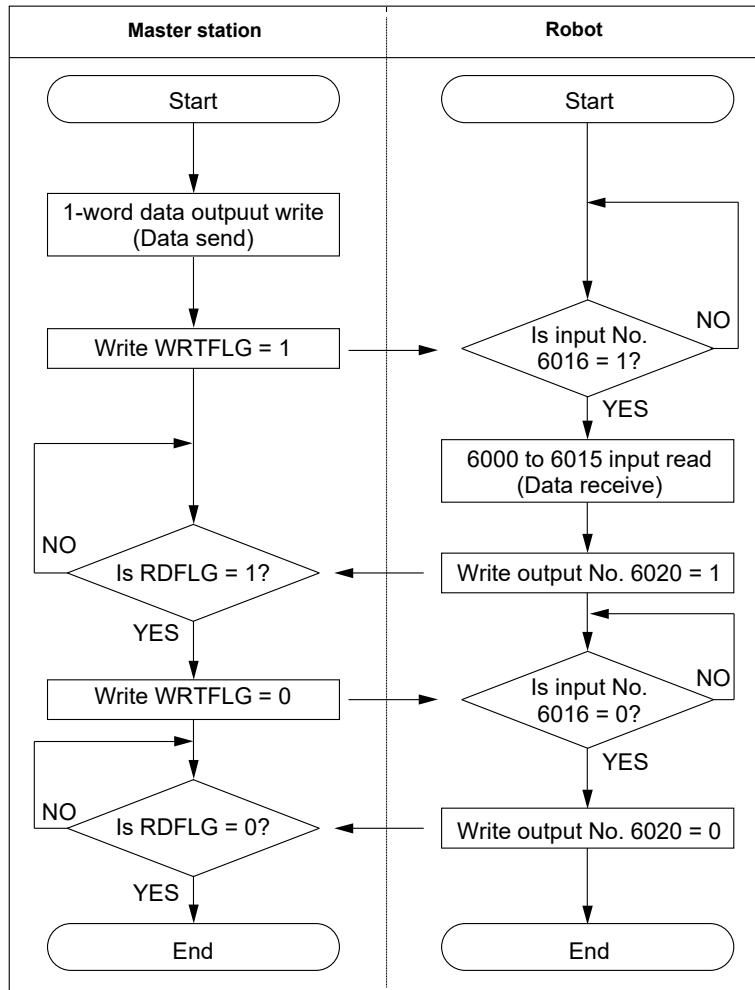 Master station
Robot
Start
Start
1-word data outpuut write
(Data send)
Write WRTFLG = 1
Is input No.
6016 = 1?
NO
YES
6000 to 6015 input read
(Data receive)
NO
Is RDFLG = 1?
Write output No. 6020 = 1
YES
Write WRTFLG = 0
Is input No.
6016 = 0?
NO
YES
NO
Is RDFLG = 0?
Write output No. 6020 = 0
YES
End
End